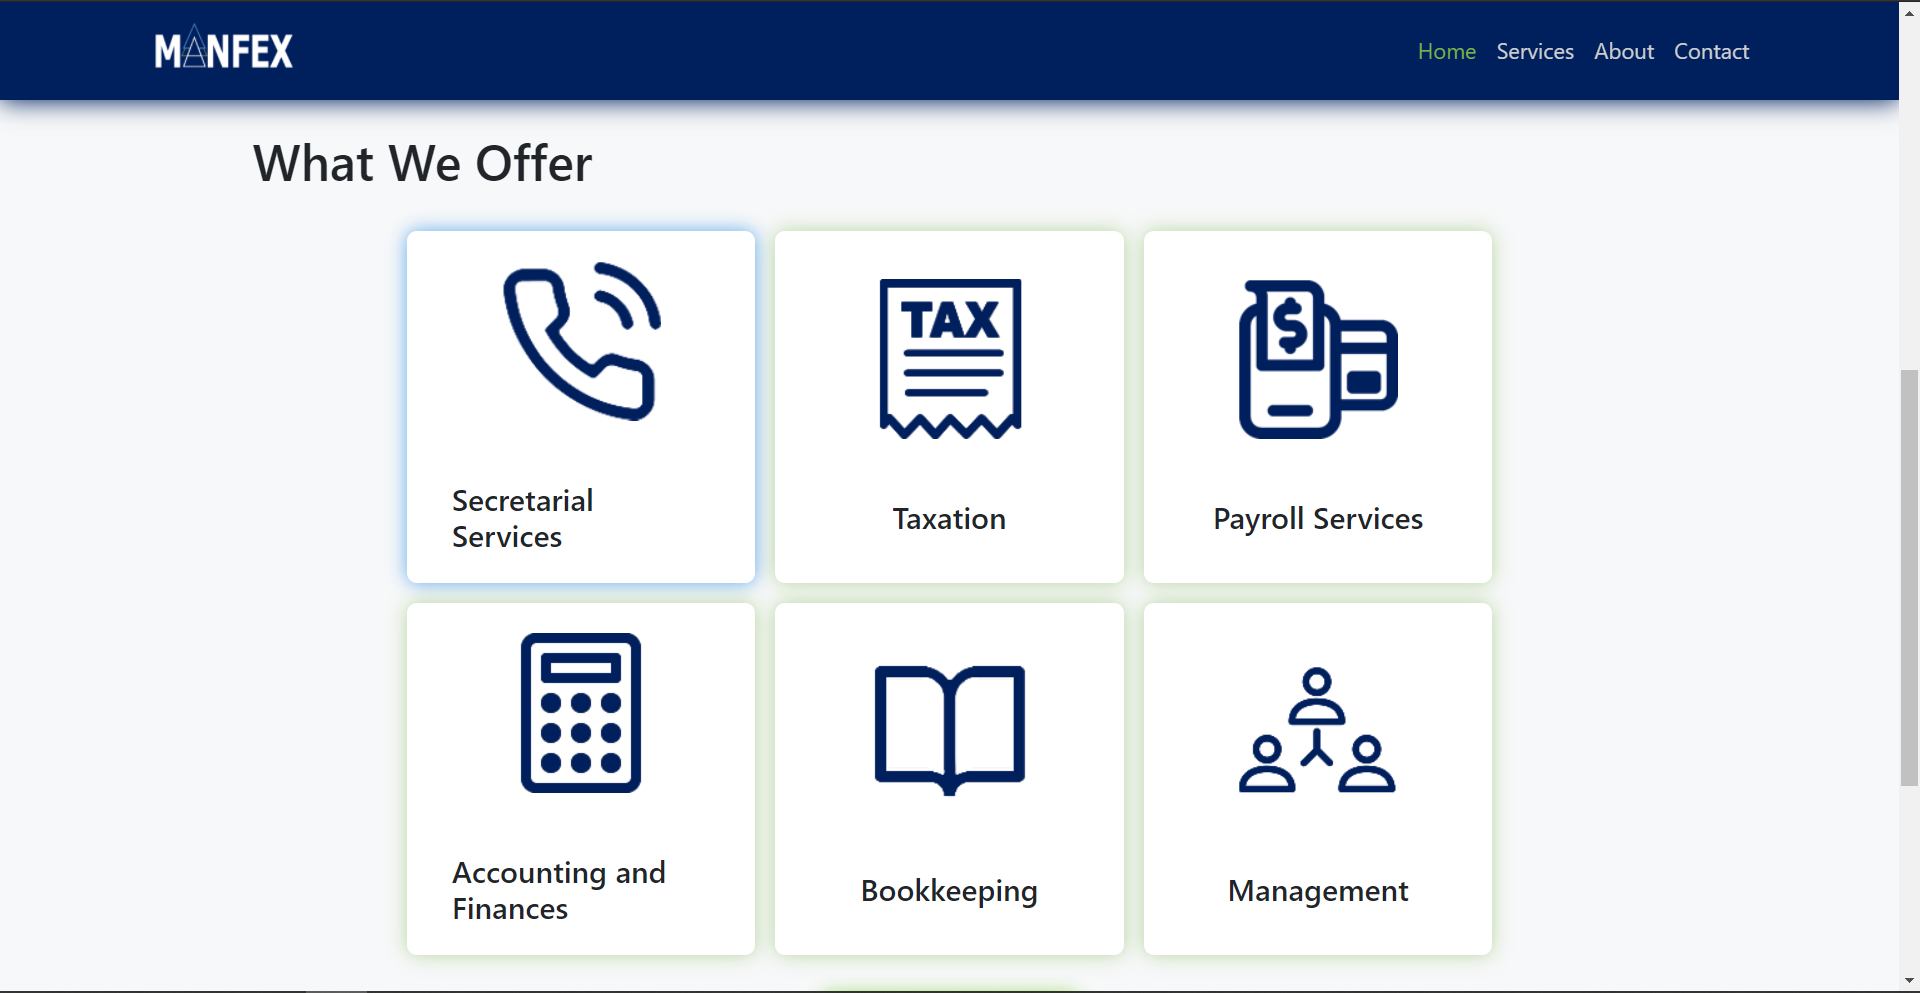 MANFEX
Home Services About Contact
What We Offer
TAX
$
Secretarial
Services
Taxation
Payroll Services
Accounting and
Finances
Bookkeeping
Management